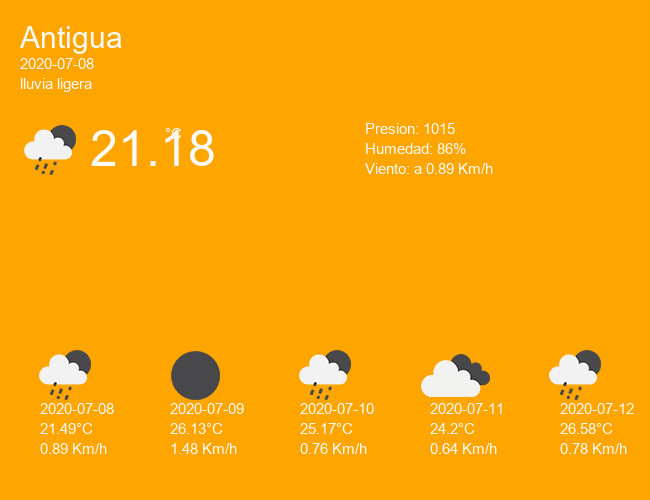 Antigua
2020-07-08
lluvia ligera
21.18 °C
Presion: 1015
Humedad: 86%
Viento: a 0.89 Km/h
2020-07-08
21.49°C
0.89 Km/h
2020-07-09
26.13°C
1.48 Km/h
2020-07-10
25.17°C
0.76 Km/h
2020-07-11
24.2°C
0.64 Km/h
2020-07-12
26.58°C
0.78 Km/h